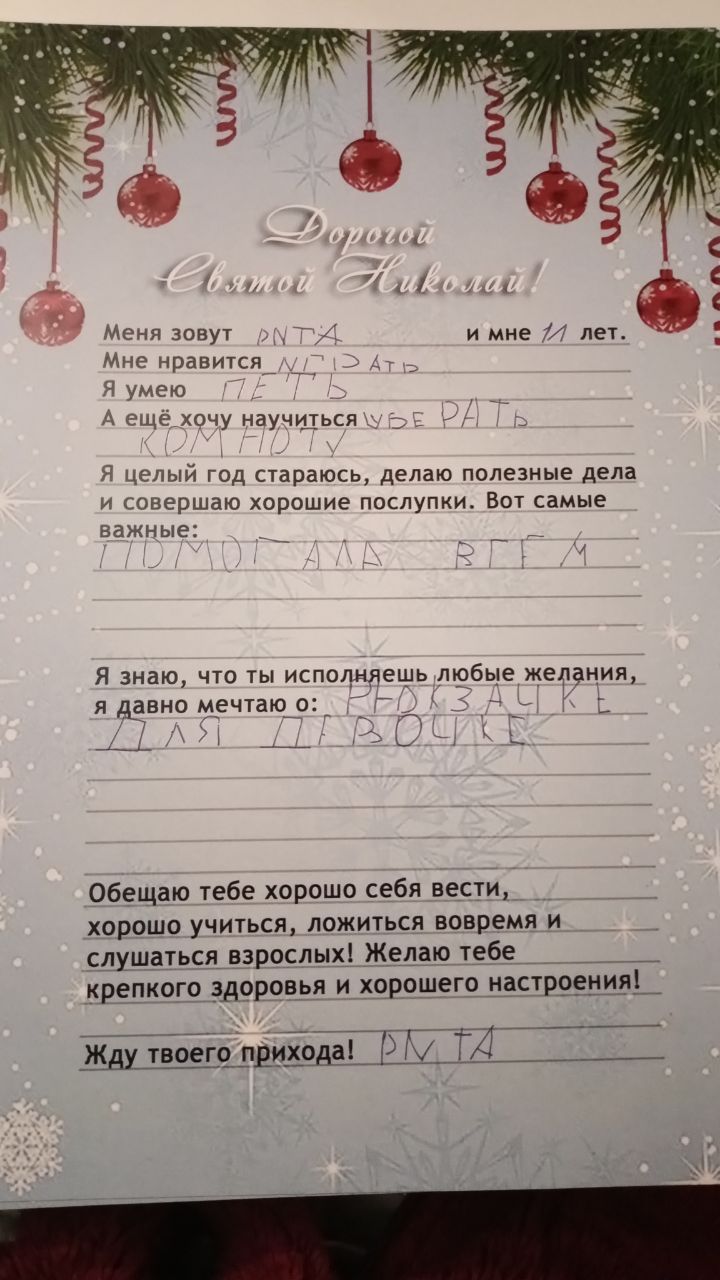 Дорогой
Святой Николай!
Меня зовут РNТА и мне 11 лет.
Мне нравится
Я умею ПЕТЬ
А ещё хочу научиться УБЕРАТЬ
КОМНОТУ
Я целый год стараюсь, делаю полезные дела
и совершаю хорошие послупки. Вот самые
важные:
ПОМОГАЛА ВГЕМ
Я знаю, что ты исполняешь любые желания,
я давно мечтаю о: РЮКЗАЧКЕ
ДЛЯ ДЕВОЧКЕ
Обещаю тебе хорошо себя вести,
хорошо учиться, ложиться вовремя и
слушаться взрослых! Желаю тебе
крепкого здоровья и хорошего настроения!
Жду твоего прихода! РNТА